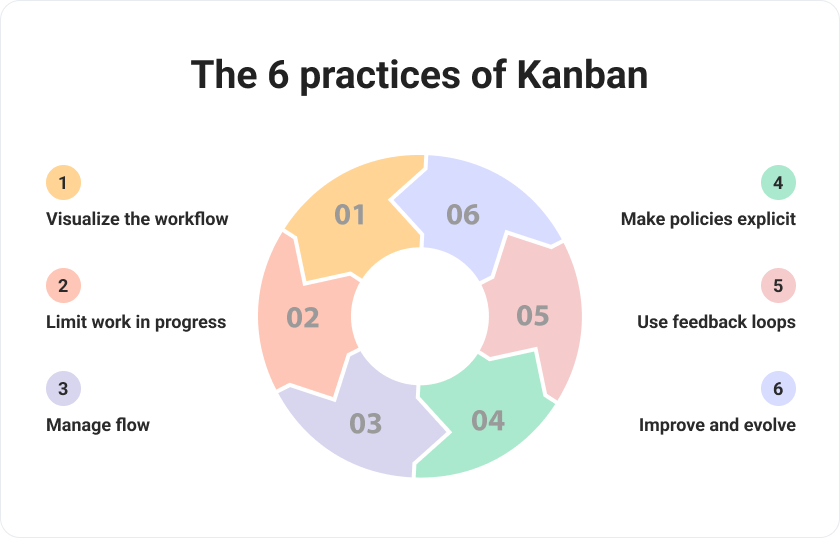 The 6 practices of Kanban
1
Visualize the workflow
2
Limit work in progress
3
Manage flow
01
02
03
04
05
06
4
Make policies explicit
5
Use feedback loops
6
Improve and evolve